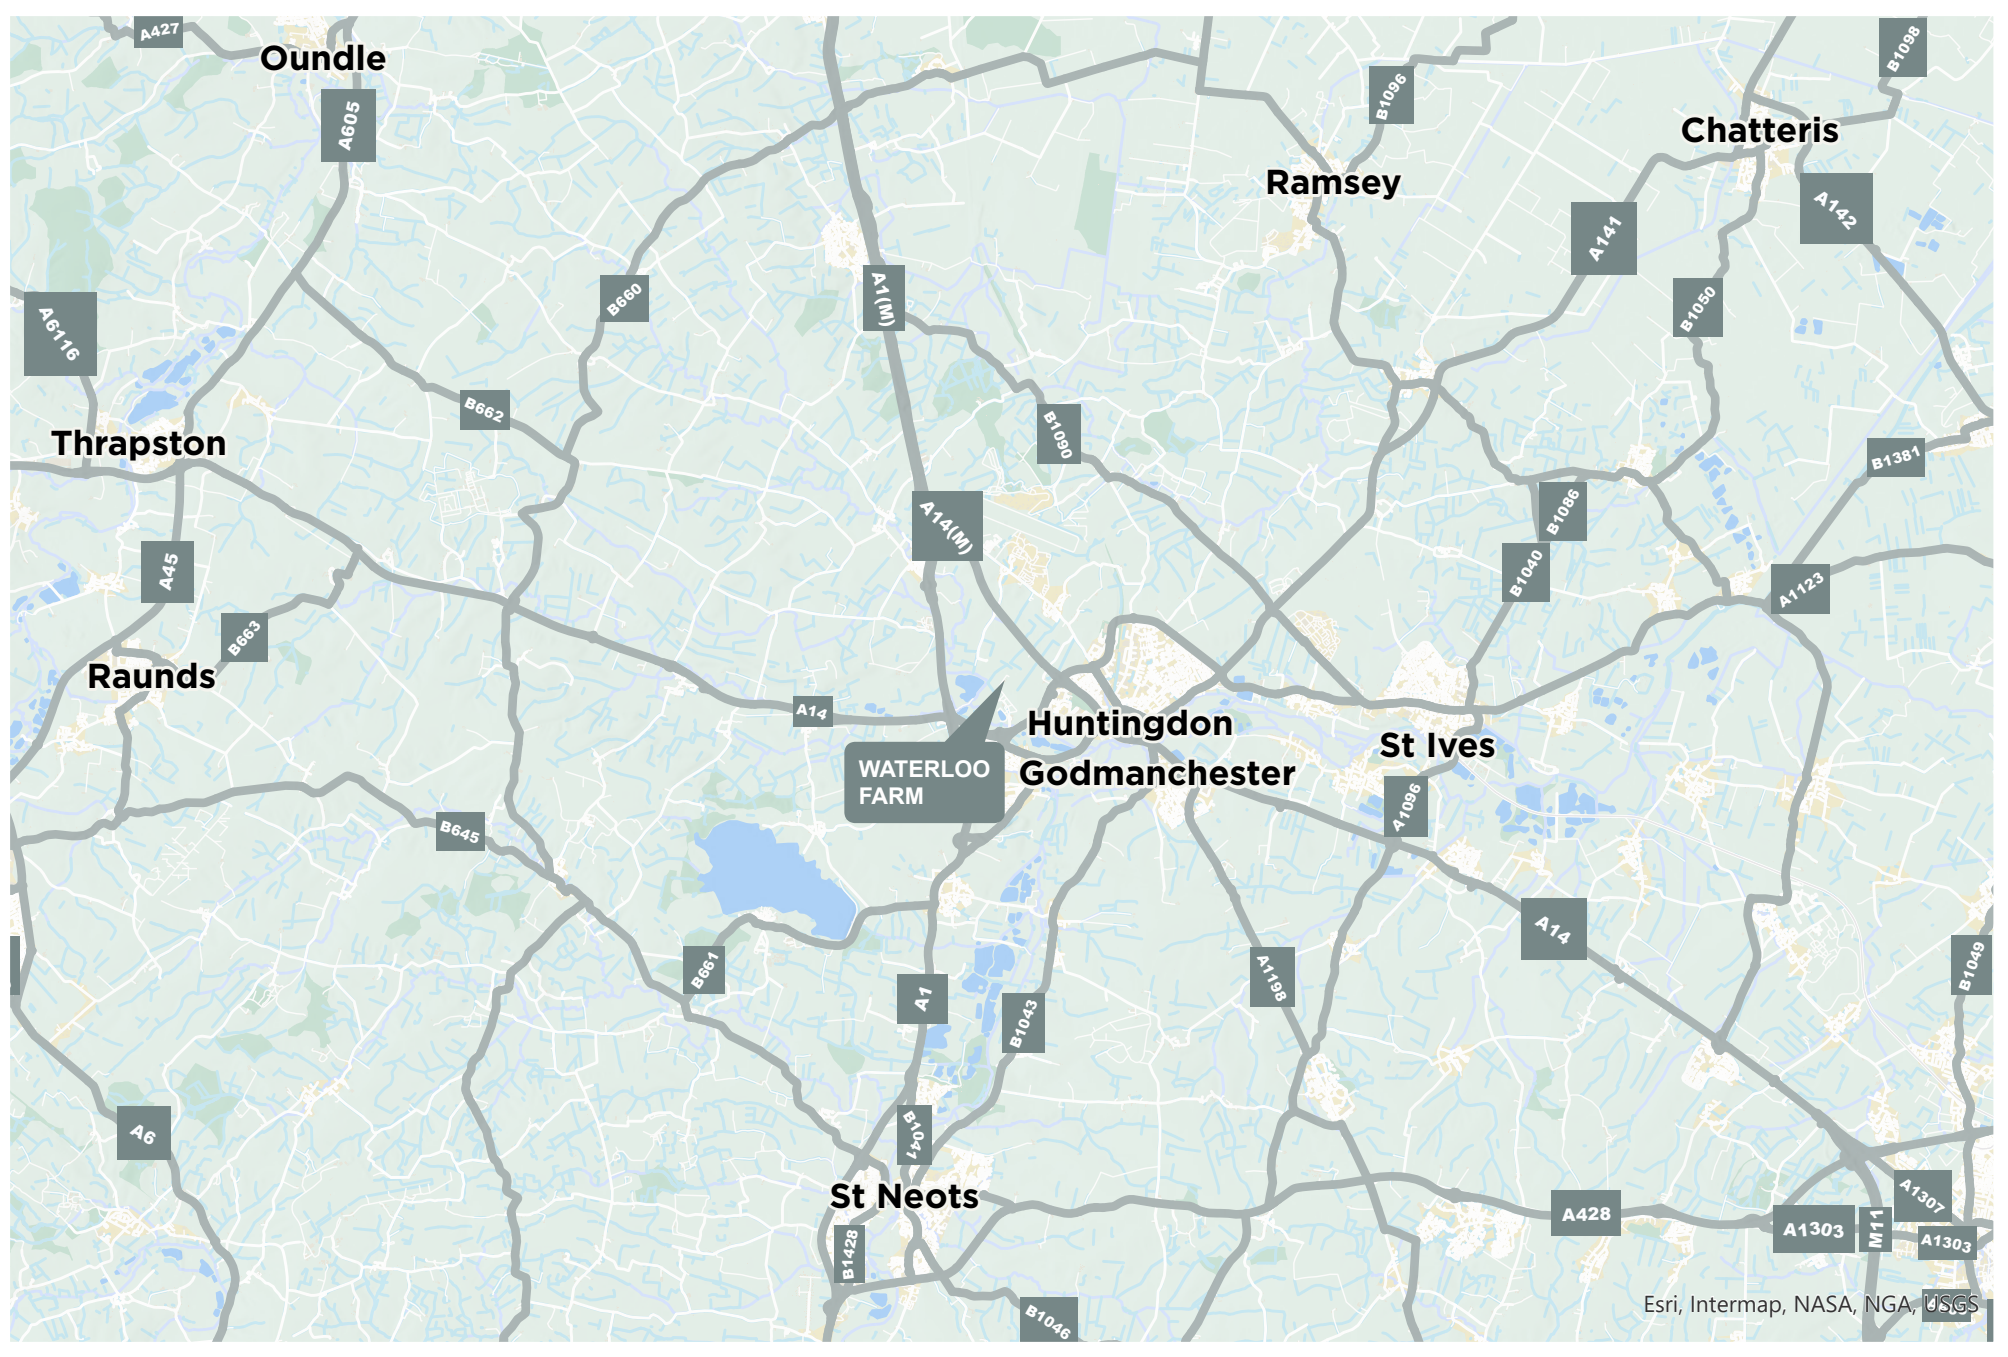 A427
Oundle
B1098
A605
B1096
Chatteris
Ramsey
A142
A141
A6116
B660
A1(M)
B1050
B662
B1090
Thrapston
B1381
A14(M)
B1086
A45
B1040
A1123
B663
Raunds
A14
Huntingdon
St Ives
WATERLOO
FARM
Godmanchester
A1096
B645
A14
B661
B1049
A1198
A1
B1043
A6
B1041
St Neots
A1307
A428
A1303
M11
A1303
B1428
Esri, Intermap, NASA, NGA, USGS
B1046